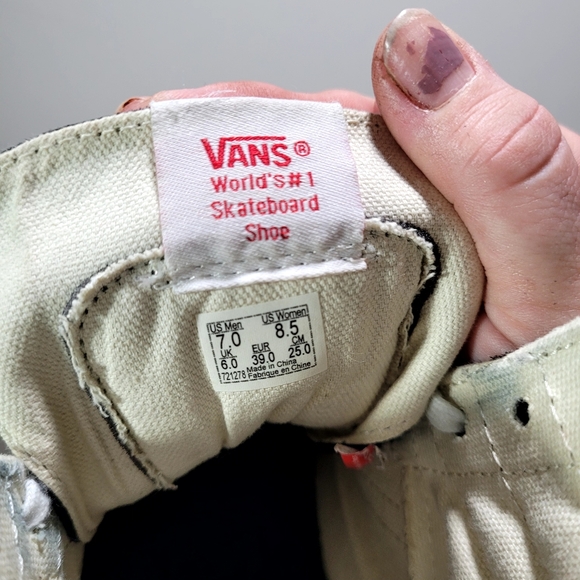 VANS®
World's #1
Skateboard
Shoe
US Men US Women
7.0 8.5
UK EUR CM
6.0 39.0 25.0
721278 Made in China
Fabriqué en Chine